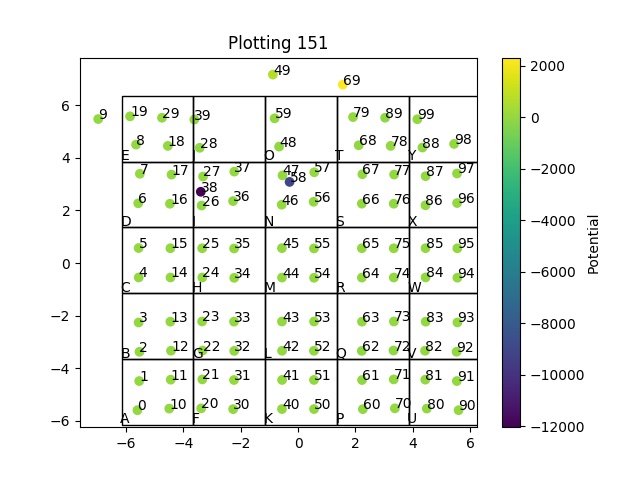 Plotting 151
49
69
2000
9 19 29 39 59 79 89 99
6
0
8 18 28 48 68 78 88 98
4
E J O T Y
−2000
7 17 27 37 47 57 67 77 87 97
58
38
6 16 26 36 46 56 66 76 86 96
2
−4000
D I N S X
5 15 25 35 45 55 65 75 85 95
0
4 14 24 34 44 54 64 74 84 94
−6000
C H M R W
Potential
3 13 23 33 43 53 63 73 83 93
−2
−8000
2 12 22 32 42 52 62 72 82 92
B G L Q V
−4
1 11 21 31 41 51 61 71 81 91
−10000
0 10 20 30 40 50 60 70 80 90
A F K P U
−6
−12000
−6 −4 −2 0 2 4 6